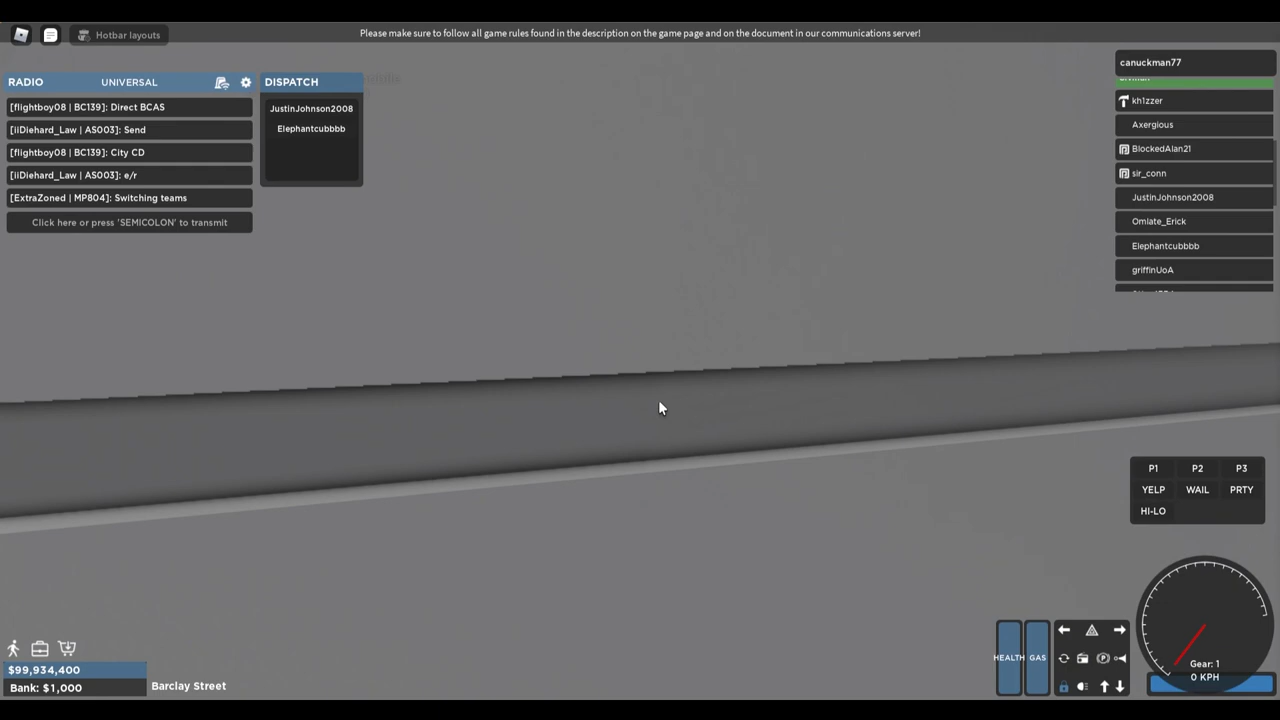 Hotbar layouts
Please make sure to follow all game rules found in the description on the game page and on the document in our communications server!
RADIO
UNIVERSAL
[flightboy08 | BC139]: Direct BCAS
[iiDiehard_Law | AS003]: Send
[flightboy08 | BC139]: City CD
[iiDiehard_Law | AS003]: e/r
[ExtraZoned | MP804]: Switching teams
Click here or press 'SEMICOLON' to transmit
DISPATCH
JustinJohnson2008
Elephantcubbbb
canuckman77
kh1zzer
Axergious
BlockedAlan21
sir_conn
JustinJohnson2008
Omlate_Erick
Elephantcubbbb
griffinUoA
P1 P2 P3
YELP WAIL PRTY
HI-LO
HEALTH GAS
Gear: 1
0 KPH
$99,934,400
Bank: $1,000
Barclay Street